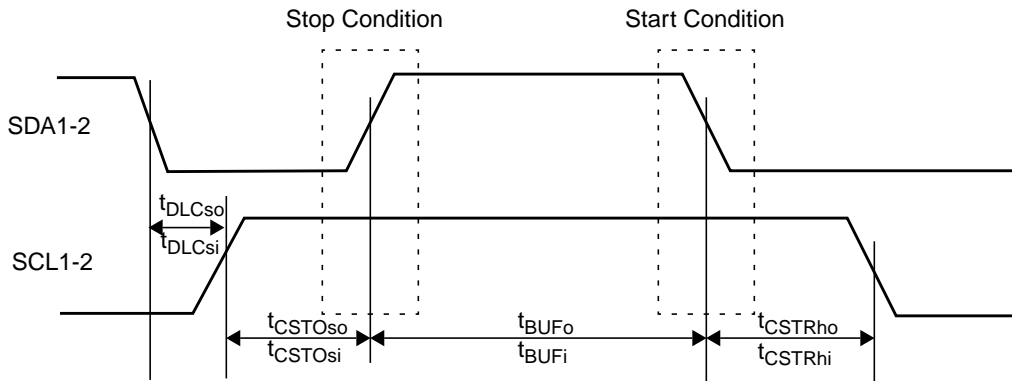 Stop Condition
Start Condition
SDA1-2
tDLCso
tDLCsi
SCL1-2
tCSTOso
tCSTOsi
tBUFo
tBUFi
tCSTRho
tCSTRhi